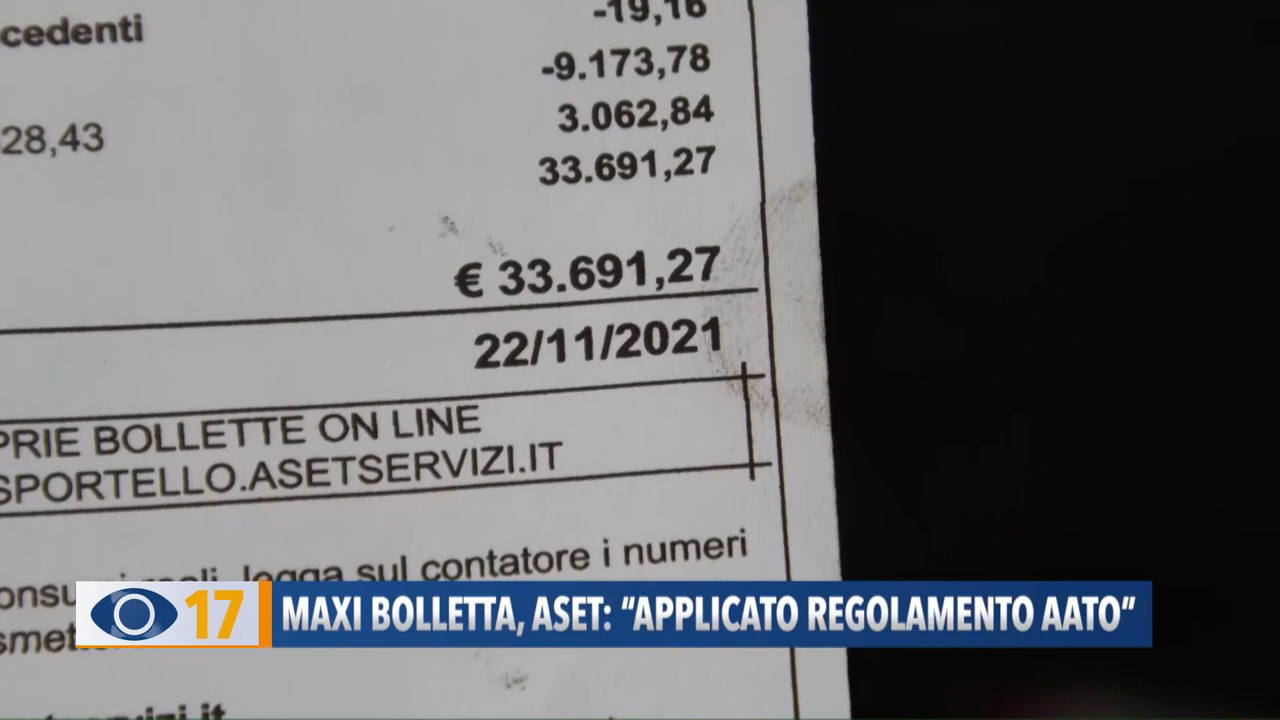 cedenti
-19,16
-9.173,78
28,43
3.062,84
33.691,27
€ 33.691,27
22/11/2021
PRIE BOLLETTE ON LINE
SPORTELLO.ASETSERVIZI.IT
legga sul contatore i numeri
17
MAXI BOLLETTA, ASET: “APPLICATO REGOLAMENTO AATO”